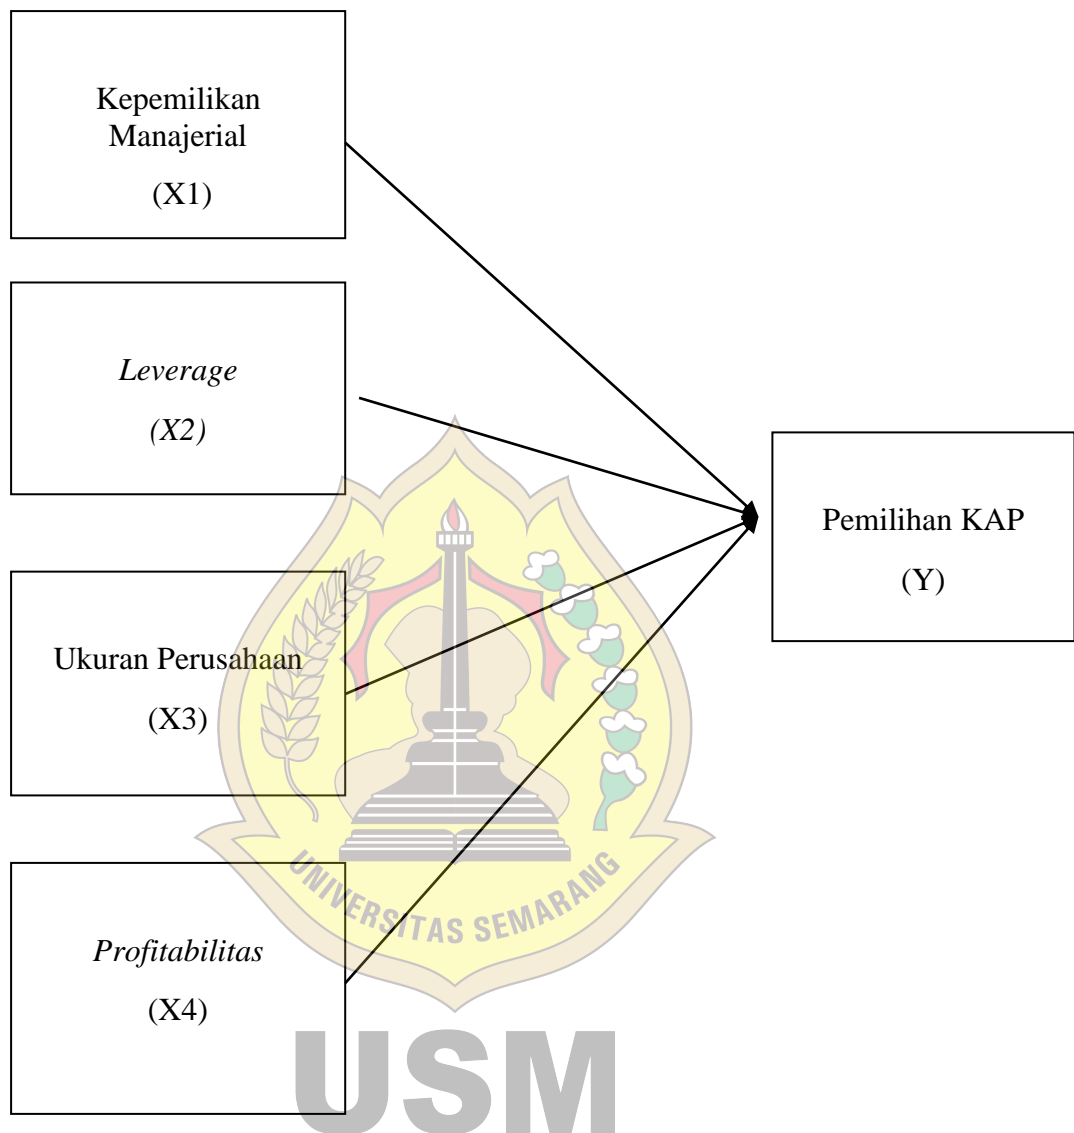 Kepemilikan
Manajerial
(X1)
Leverage
(X2)
Pemilihan KAP
(Y)
Ukuran Perusahaan
(X3)
Profitabilitas
(X4)
UNIVERSITAS SEMARANG
USM